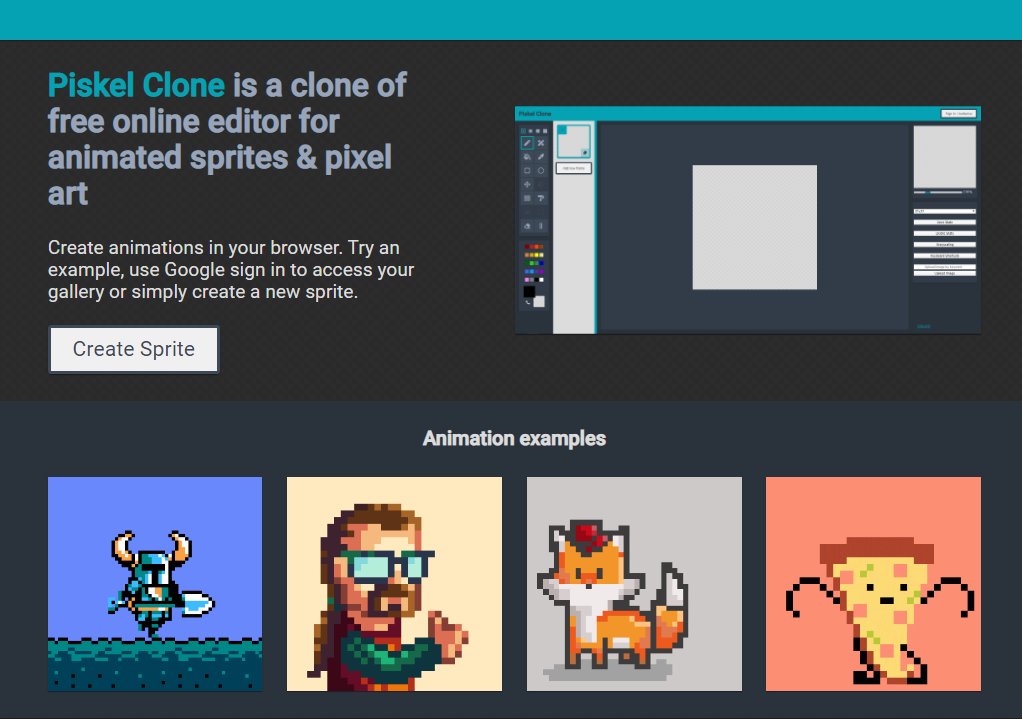 Piskel Clone is a clone of
free online editor for
animated sprites & pixel
art
Create animations in your browser. Try an
example, use Google sign in to access your
gallery or simply create a new sprite.
Create Sprite
Piskel Clone
Animation examples